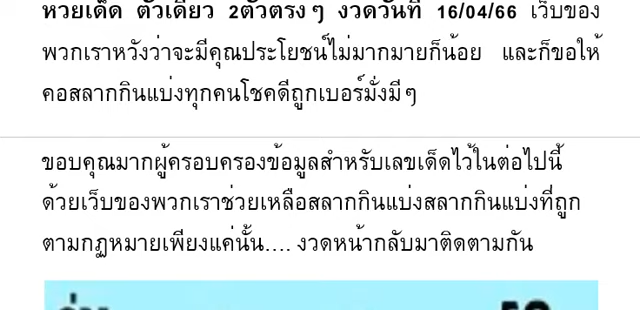 หวยเด็ด ตัวเดียว 2ตัวตรงๆ งวดวันที่ 16/04/66 เว็บของ
พวกเราหวังว่าจะมีคุณประโยชน์ไม่มากมายก็น้อย และก็ขอให้
คอสลากกินแบ่งทุกคนโชคดีถูกเบอร์มั่งมีๆ
ขอบคุณมากผู้ครอบครองข้อมูลสำหรับเลขเด็ดไว้ในต่อไปนี้
ด้วยเว็บของพวกเราช่วยเหลือสลากกินแบ่งสลากกินแบ่งที่ถูก
ตามกฏหมายเพียงแค่นั้น.... งวดหน้ากลับมาติดตามกัน